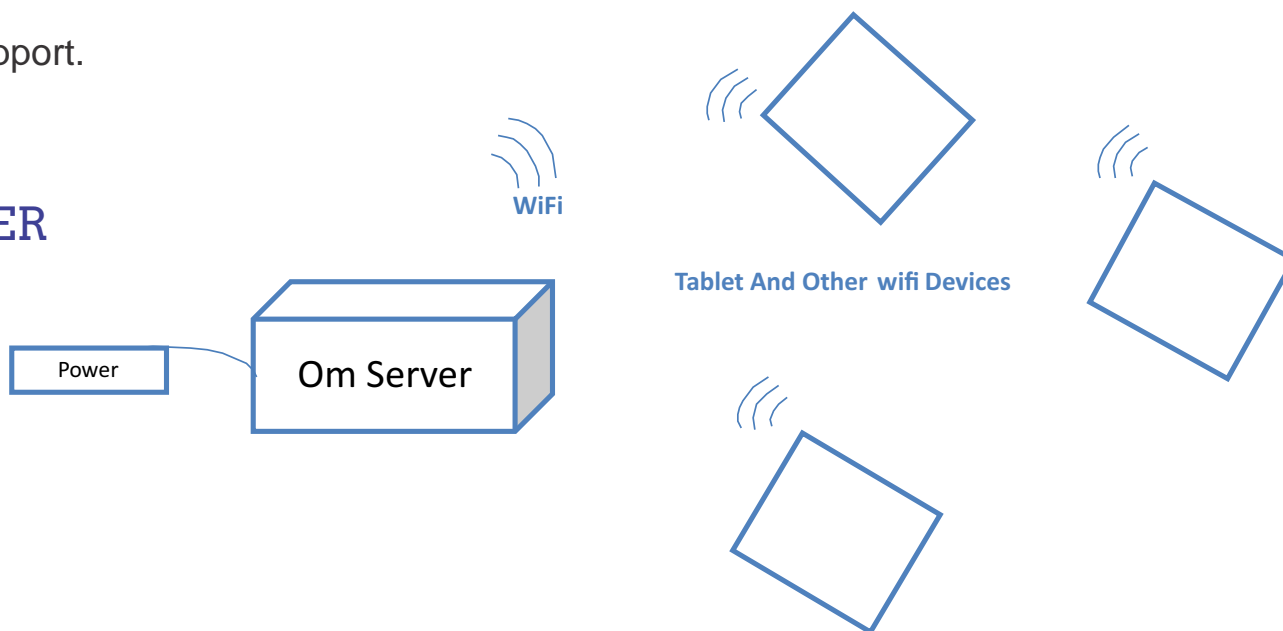 pport.
ER
WiFi
Tablet And Other wifi Devices
Power
Om Server